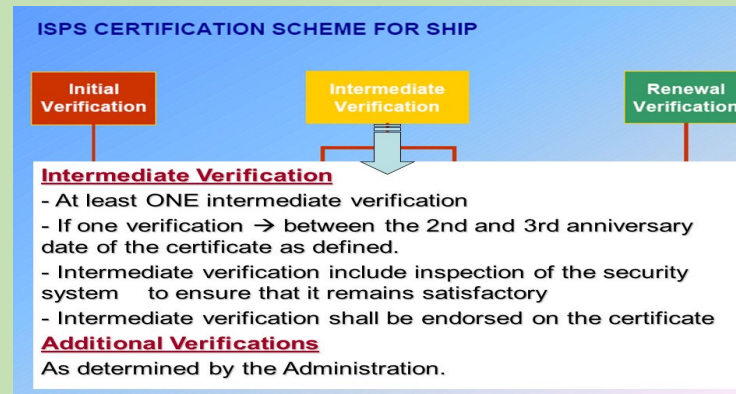 ISPS CERTIFICATION SCHEME FOR SHIP
Initial
Verification
Intermediate
Verification
Renewal
Verification
Intermediate Verification
- At least ONE intermediate verification
- If one verification → between the 2nd and 3rd anniversary
date of the certificate as defined.
- Intermediate verification include inspection of the security
system to ensure that it remains satisfactory
- Intermediate verification shall be endorsed on the certificate
Additional Verifications
As determined by the Administration.